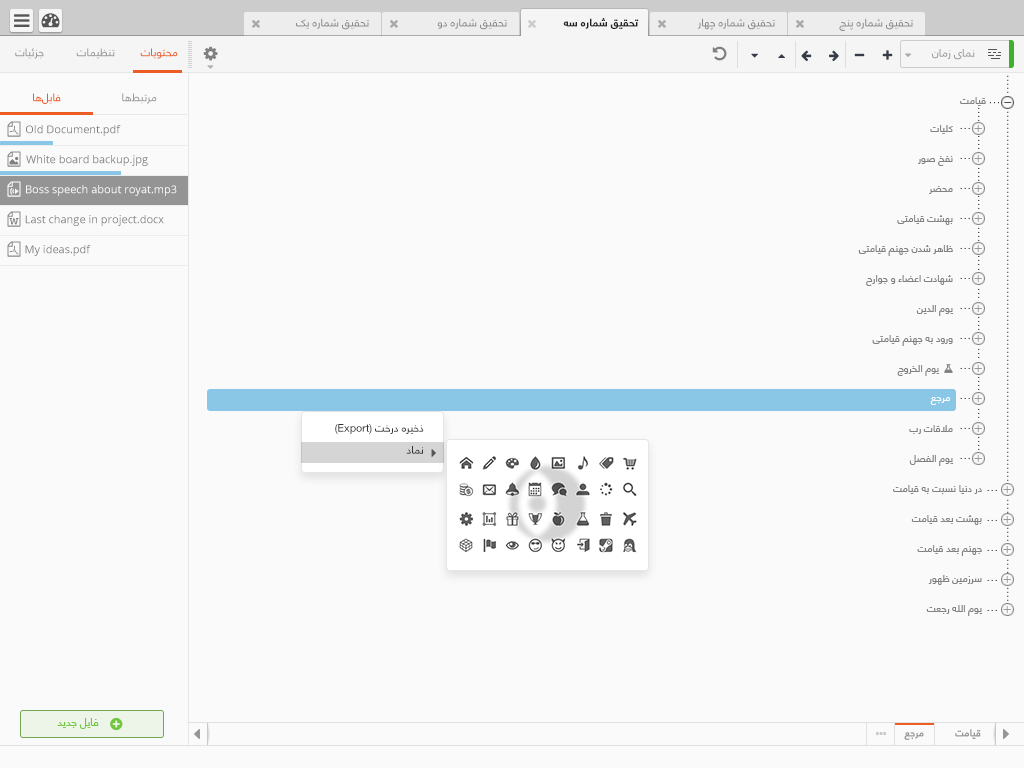 تحقیق شماره پنج
تحقیق شماره چهار
تحقیق شماره سه
تحقیق شماره دو
تحقیق شماره یک
نمای زمان
محتویات
تنظیمات
جزئیات
مرتبط‌ها
فایل‌ها
Old Document.pdf
White board backup.jpg
Boss speech about royat.mp3
Last change in project.docx
My ideas.pdf
فایل جدید
قیامت
کلیات
نفخ صور
محضر
بهشت قیامتی
ظاهر شدن جهنم قیامتی
شهادت اعضاء و جوارح
یوم الدین
ورود به جهنم قیامتی
یوم الخروج
مرجع
ملاقات رب
یوم الفصل
در دنیا نسبت به قیامت
بهشت بعد قیامت
جهنم بعد قیامت
سرزمین ظهور
یوم الله رجعت
ذخیره درخت (Export)
نماد
قیامت
مرجع